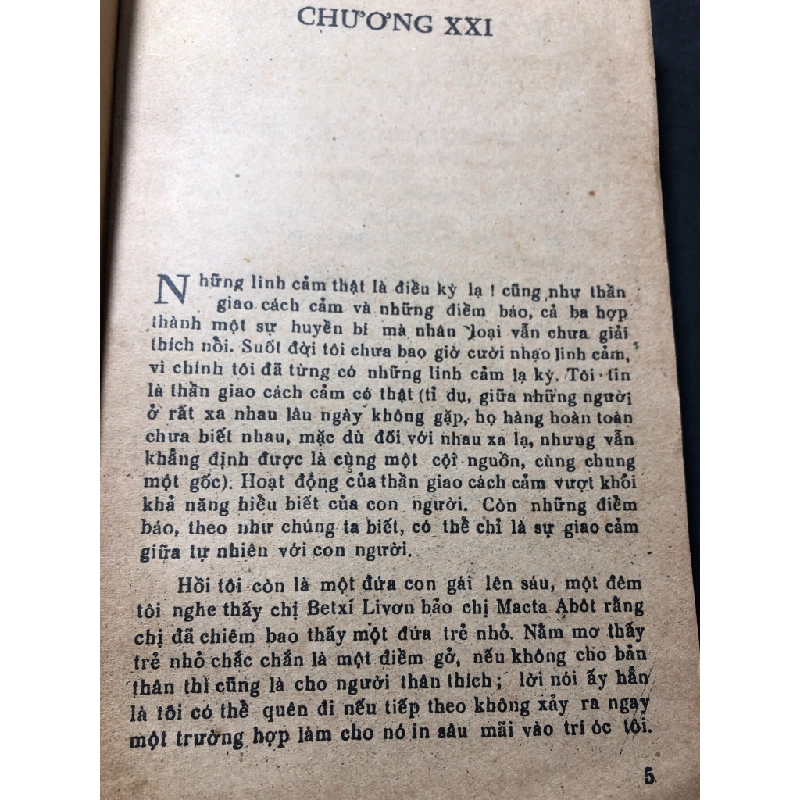 CHƯƠNG XXI
Những linh cảm thật là điều kỳ lạ ! cũng như thần
giao cách cảm và những điềm báo, cả ba hợp
thành một sự huyền bí mà nhân loại vẫn chưa giải
thích nổi. Suốt đời tôi chưa bao giờ cười nhạo linh cảm,
vì chính tôi đã từng có những linh cảm lạ kỳ. Tôi tin
là thần giao cách cảm có thật (tỉ dụ, giữa những người
ở rất xa nhau lâu ngày không gặp, họ hàng hoàn toàn
chưa biết nhau, mặc dù đối với nhau xa lạ, nhưng vẫn
khẳng định được là cùng một cội nguồn, cùng chung
một gốc). Hoạt động của thần giao cách cảm vượt khỏi
khả năng hiểu biết của con người. Còn những điềm
báo, theo như chúng ta biết, có thể chỉ là sự giao cảm
giữa tự nhiên với con người.
Hồi tôi còn là một đứa con gái lên sáu, một đêm
tôi nghe thấy chị Betxi Livơn bảo chị Macta Abôt rằng
chị đã chiêm bao thấy một đứa trẻ nhỏ. Nằm mơ thấy
trẻ nhỏ chắc chắn là một điềm gở, nếu không cho bản
thân thì cũng là cho người thân thích ; lời nói ấy hẳn
là tôi có thể quên đi nếu tiếp theo không xảy ra ngay
một trường hợp làm cho nó in sâu mãi vào trí óc tôi.
5